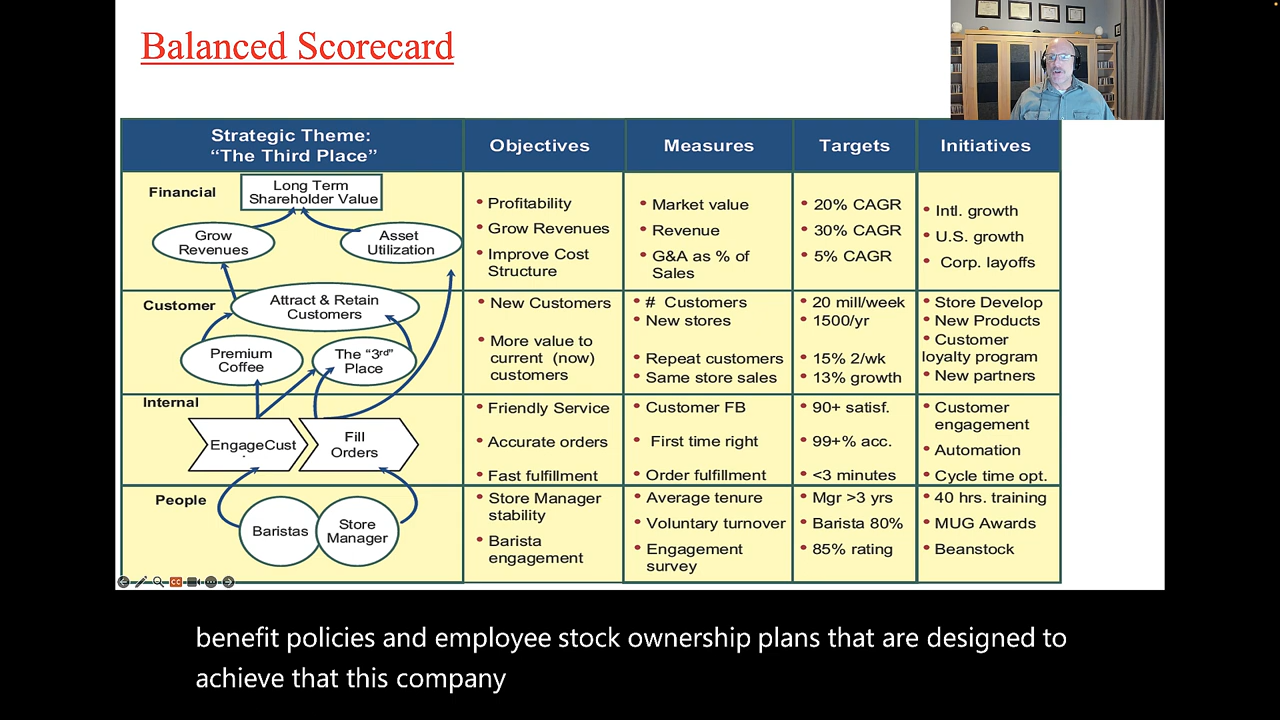 Balanced Scorecard
Strategic Theme:
“The Third Place”
Objectives
Measures
Targets
Initiatives
Financial
Long Term
Shareholder Value
Grow
Revenues
Asset
Utilization
• Profitability
• Grow Revenues
• Improve Cost
Structure
• Market value
• Revenue
• G&A as % of
Sales
• 20% CAGR
• 30% CAGR
• 5% CAGR
• Intl. growth
• U.S. growth
• Corp. layoffs
Customer
Attract & Retain
Customers
Premium
Coffee
The “3rd”
Place
• New Customers
• More value to
current (now)
customers
• # Customers
• New stores
• Repeat customers
• Same store sales
• 20 mill/week
• 1500/yr
• 15% 2/wk
• 13% growth
• Store Develop
• New Products
• Customer
loyalty program
• New partners
Internal
EngageCust
.
Fill
Orders
• Friendly Service
• Accurate orders
• Fast fulfillment
• Customer FB
• First time right
• Order fulfillment
• 90+ satisf.
• 99+% acc.
• <3 minutes
• Customer
engagement
• Automation
• Cycle time opt.
People
Baristas
Store
Manager
• Store Manager
stability
• Barista
engagement
• Average tenure
• Voluntary turnover
• Engagement
survey
• Mgr >3 yrs
• Barista 80%
• 85% rating
• 40 hrs. training
• MUG Awards
• Beanstock
CC
benefit policies and employee stock ownership plans that are designed to
achieve that this company